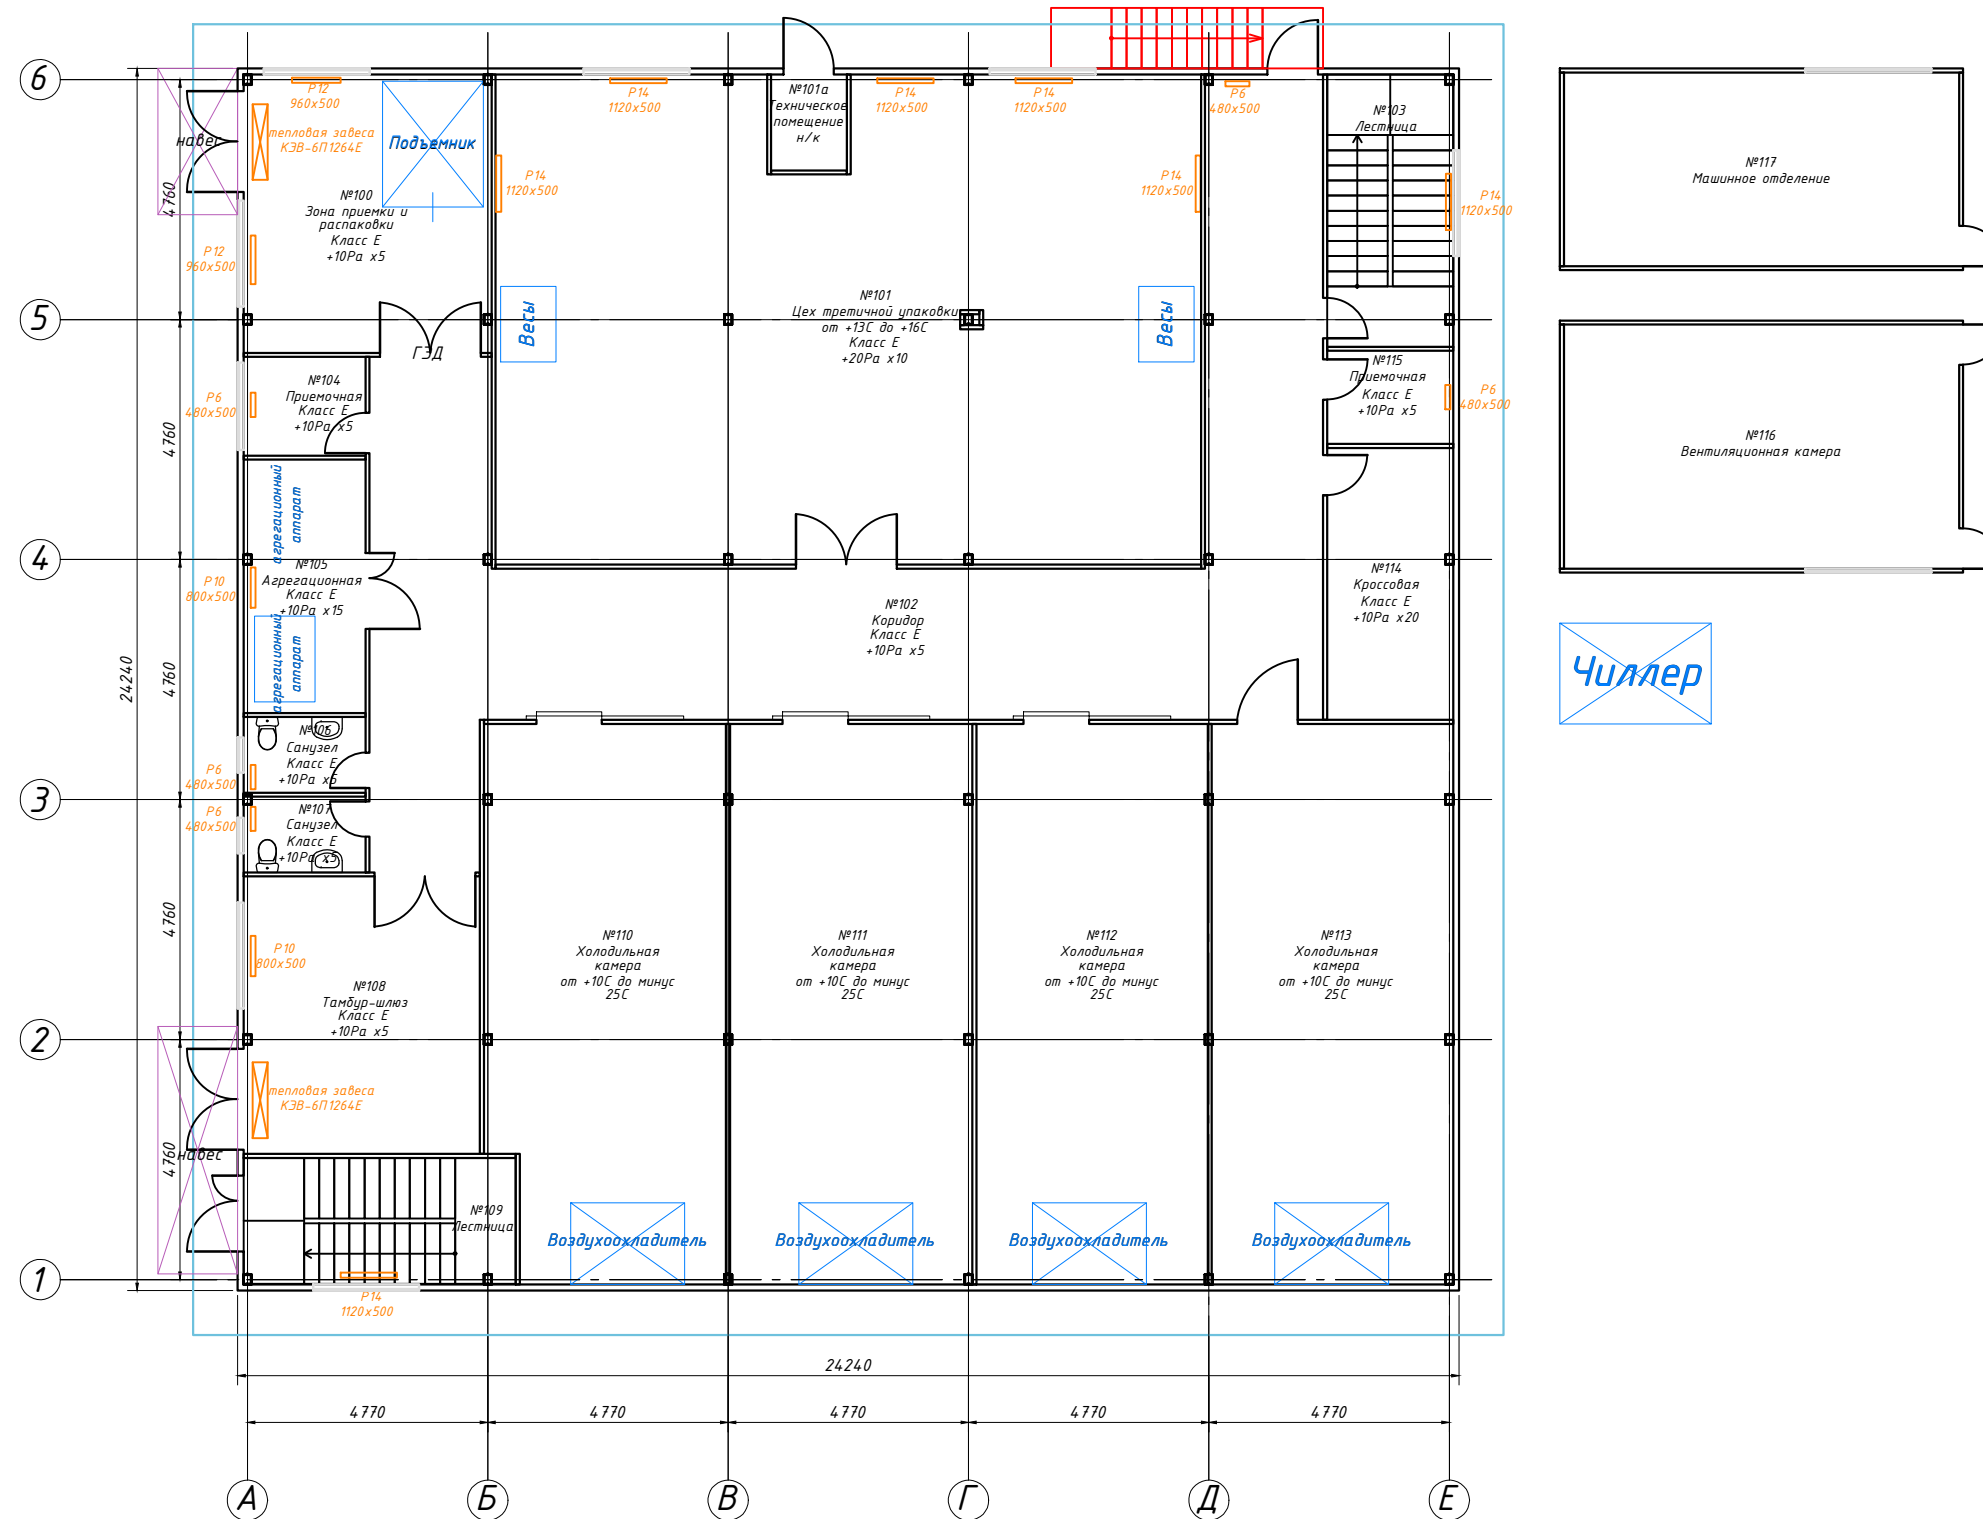 6
5
4
3
2
1
А
Б
В
Г
Д
Е
24240
4760
4760
4760
4760
4760
24240
4770
4770
4770
4770
4770
навес
навес
Р12
960х500
тепловая завеса
КЭВ-6П1264Е
Подъемник
№100
Зона приемки и
распаковки
Класс Е
+10Ра х5
Р12
960х500
ГЭД
Р14
1120х500
№101а
Техническое
помещение
н/к
Р14
1120х500
Р14
1120х500
Р6
480х500
№103
Лестница
Р14
1120х500
Р14
1120х500
Р14
1120х500
Весы
№101
Цех третичной упаковки
от +13С до +16С
Класс Е
+20Ра х10
Весы
№104
Приемочная
Класс Е
+10Ра х5
Р6
480х500
№115
Приемочная
Класс Е
+10Ра х5
Р6
480х500
агрегационный
аппарат
№105
Агрегационная
Класс Е
+10Ра х15
Р10
800х500
агрегационный
аппарат
№102
Коридор
Класс Е
+10Ра х5
№114
Кроссовая
Класс Е
+10Ра х20
№106
Санузел
Класс Е
+10Ра х5
Р6
480х500
№107
Санузел
Класс Е
+10Ра х5
Р6
480х500
Р10
800х500
№108
Тамбур-шлюз
Класс Е
+10Ра х5
тепловая завеса
КЭВ-6П1264Е
№109
Лестница
Р14
1120х500
№110
Холодильная
камера
от +10С до минус
25С
№111
Холодильная
камера
от +10С до минус
25С
№112
Холодильная
камера
от +10С до минус
25С
№113
Холодильная
камера
от +10С до минус
25С
Воздухоохладитель
Воздухоохладитель
Воздухоохладитель
Воздухоохладитель
№117
Машинное отделение
№116
Вентиляционная камера
Чиллер